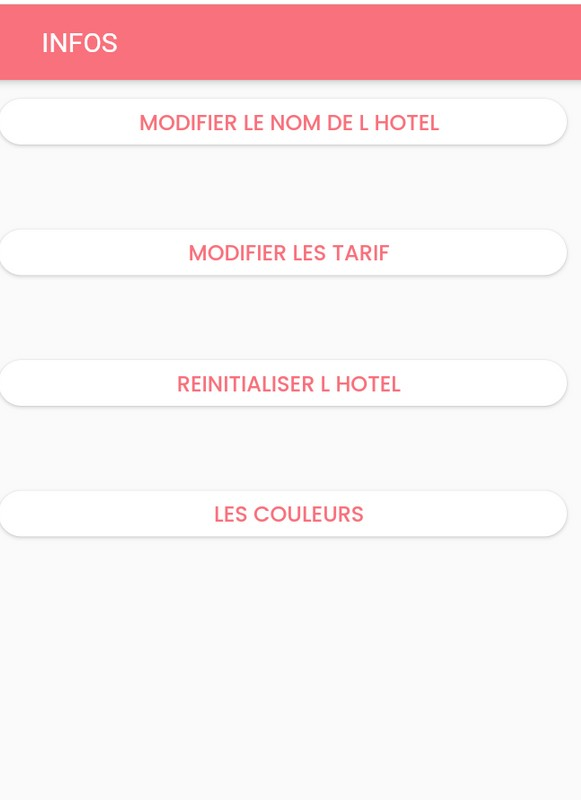 INFOS
MODIFIER LE NOM DE L HOTEL
MODIFIER LES TARIF
REINITIALISER L HOTEL
LES COULEURS